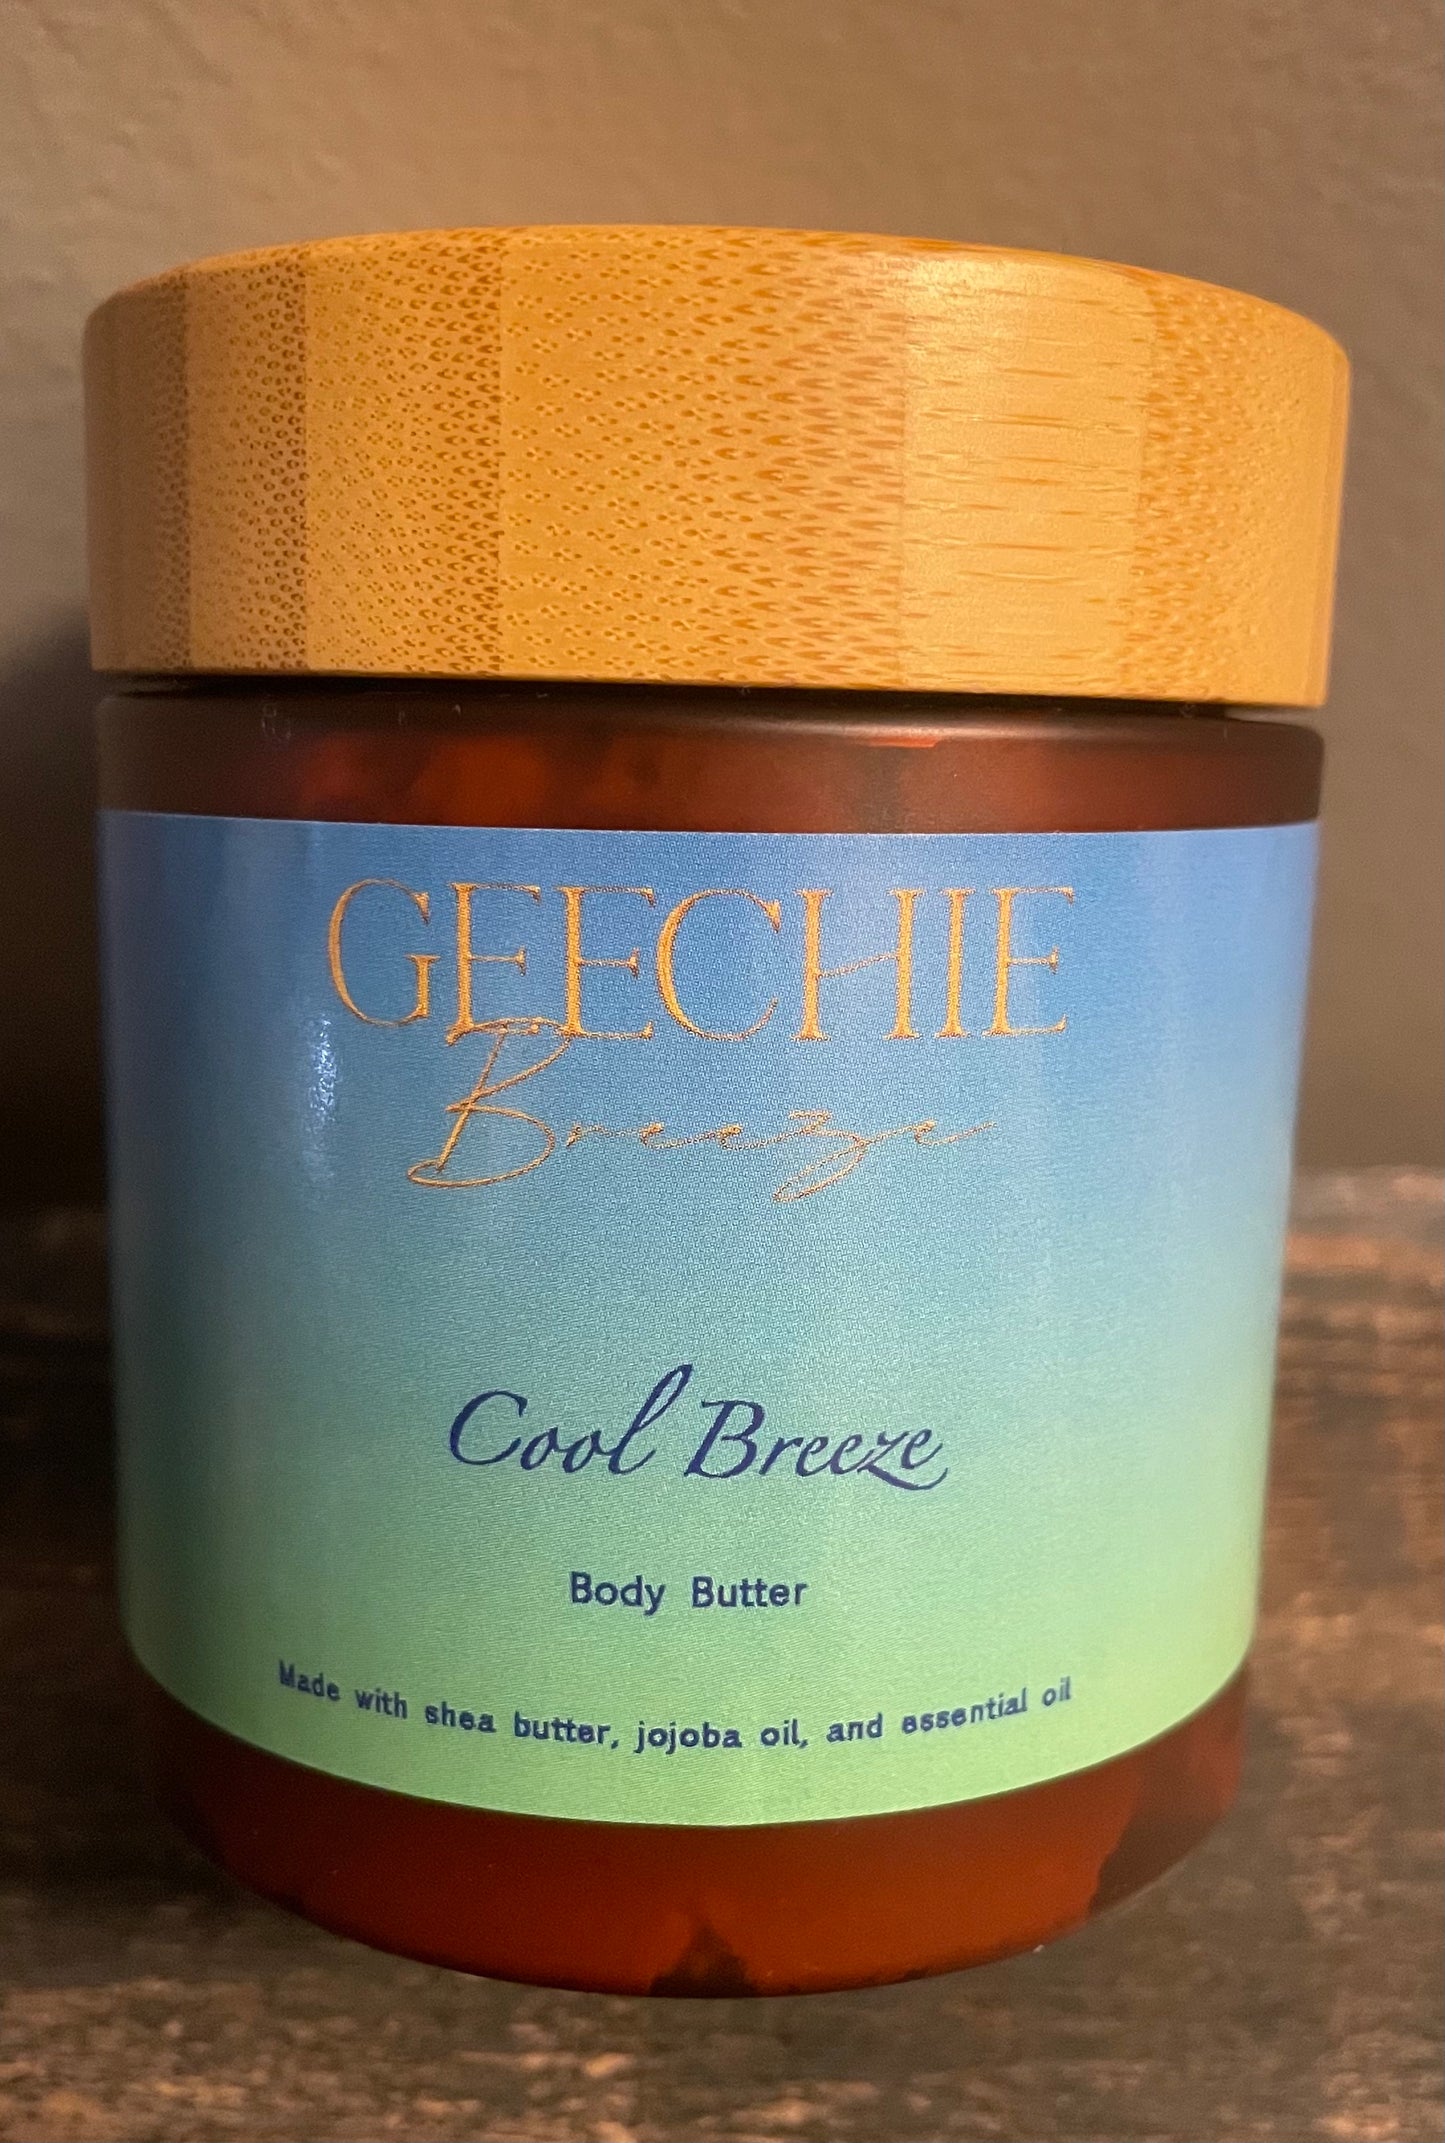 GEECHIE
Breeze
Cool Breeze
Body Butter
Made with shea butter, jojoba oil, and essential oil